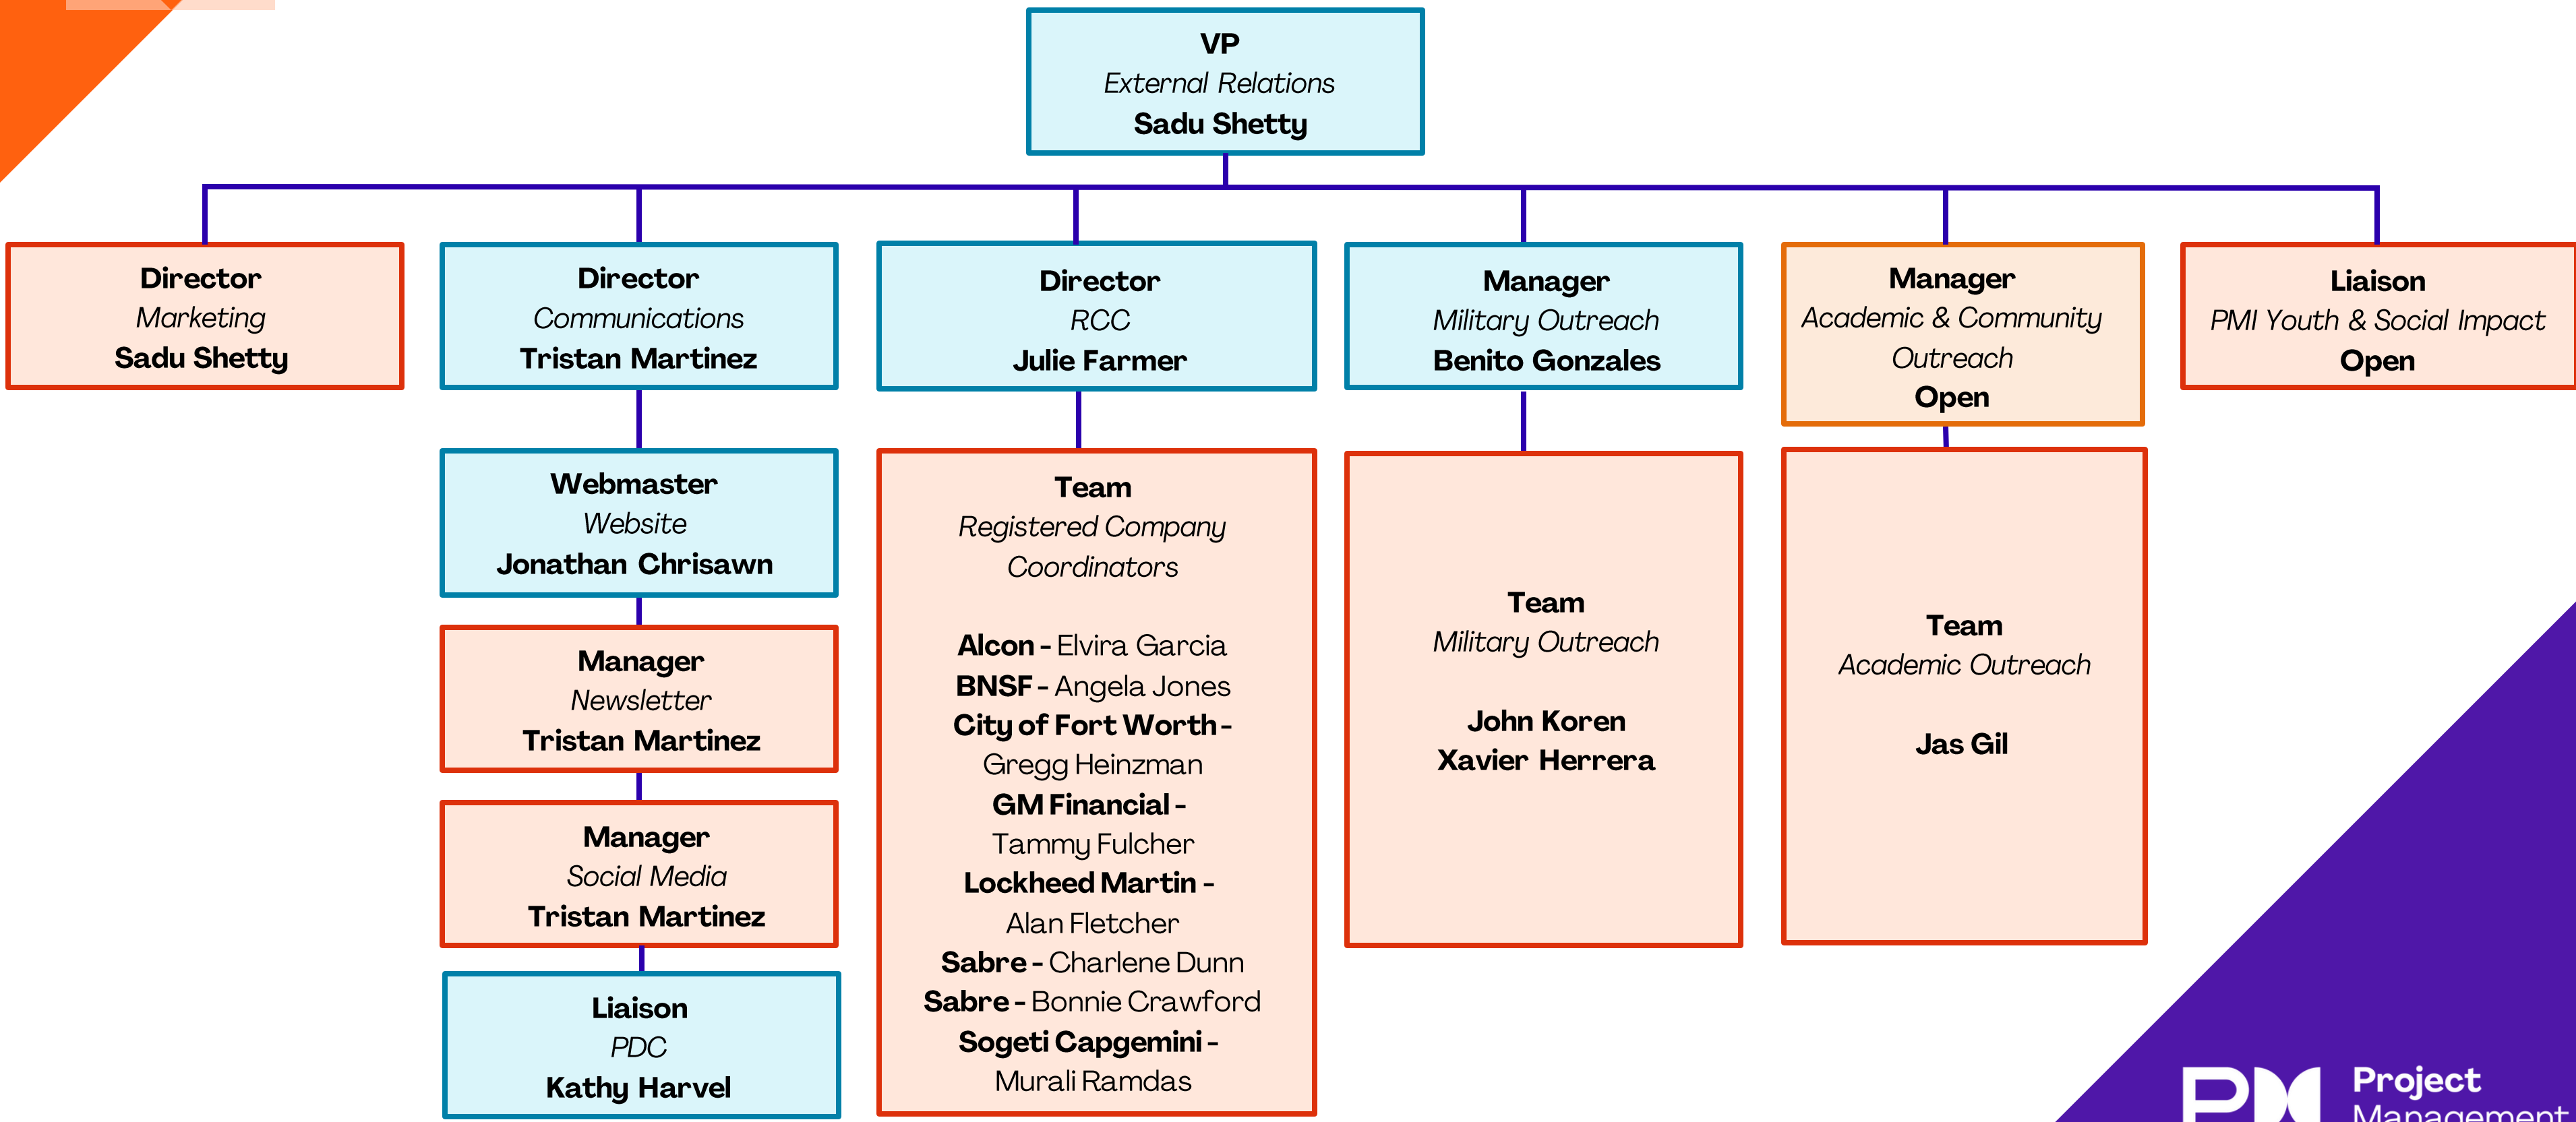 VP
External Relations
Sadu Shetty
Director
Marketing
Sadu Shetty
Director
Communications
Tristan Martinez
Director
RCC
Julie Farmer
Manager
Military Outreach
Benito Gonzales
Manager
Academic & Community
Outreach
Open
Liaison
PMI Youth & Social Impact
Open
Webmaster
Website
Jonathan Chrisawn
Manager
Newsletter
Tristan Martinez
Manager
Social Media
Tristan Martinez
Liaison
PDC
Kathy Harvel
Team
Registered Company
Coordinators
Alcon - Elvira Garcia
BNSF - Angela Jones
City of Fort Worth -
Gregg Heinzman
GM Financial -
Tammy Fulcher
Lockheed Martin -
Alan Fletcher
Sabre - Charlene Dunn
Sabre - Bonnie Crawford
Sogeti Capgemini -
Murali Ramdas
Team
Military Outreach
John Koren
Xavier Herrera
Team
Academic Outreach
Jas Gil
Project
Management